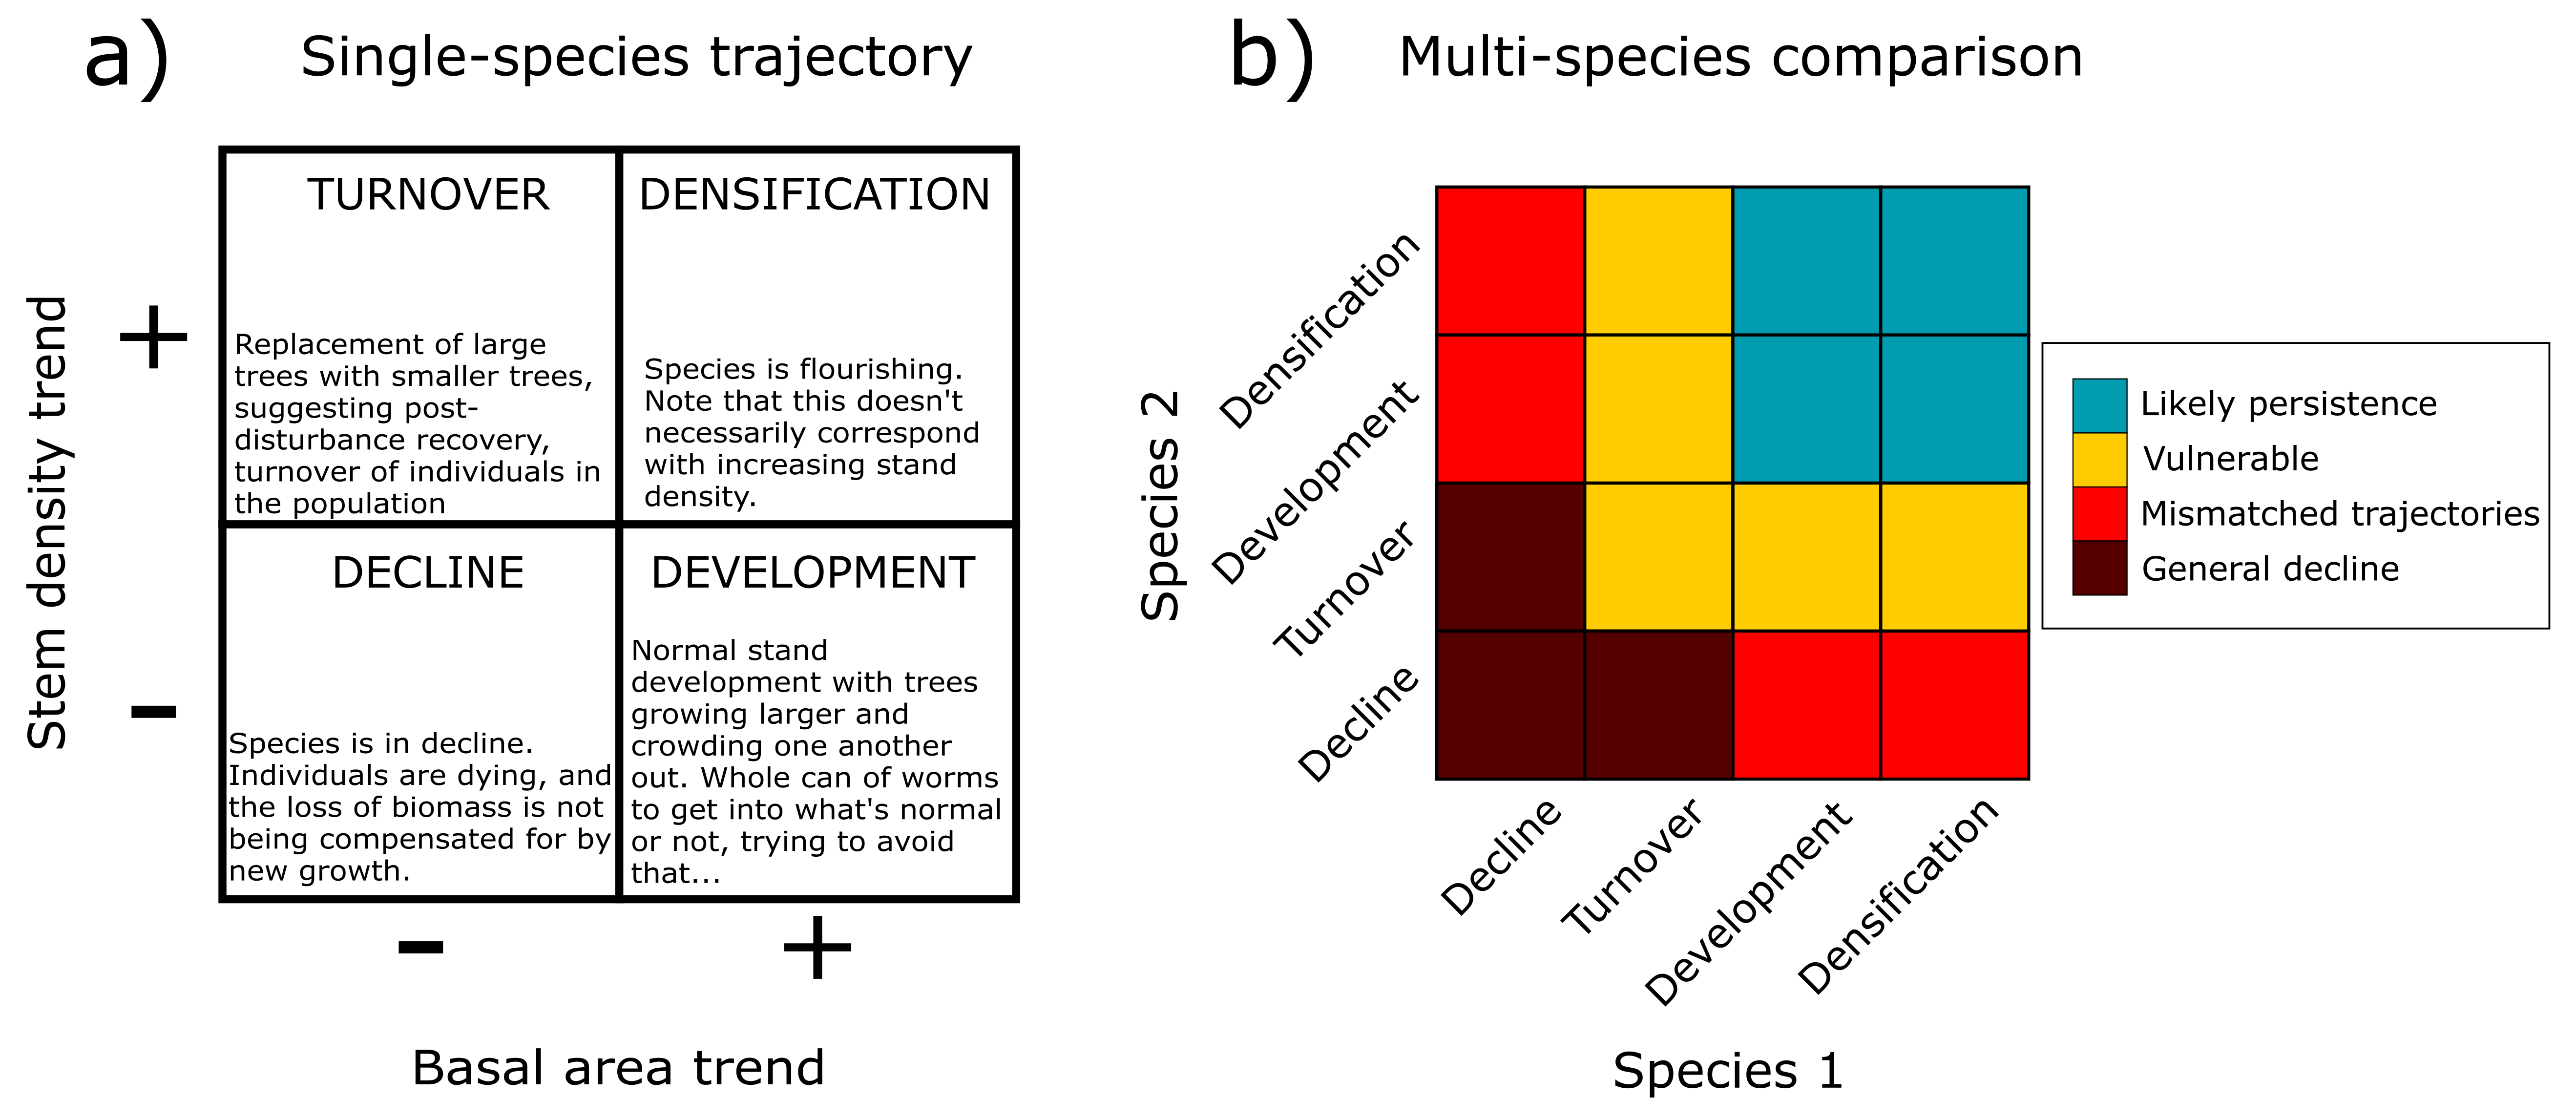 a)
Single-species trajectory
Stem density trend
+
-
TURNOVER
Replacement of large
trees with smaller trees,
suggesting post-
disturbance recovery,
turnover of individuals in
the population
DENSIFICATION
Species is flourishing.
Note that this doesn't
necessarily correspond
with increasing stand
density.
DECLINE
Species is in decline.
Individuals are dying, and
the loss of biomass is not
being compensated for by
new growth.
DEVELOPMENT
Normal stand
development with trees
growing larger and
crowding one another
out. Whole can of worms
to get into what's normal
or not, trying to avoid
that...
-
+
Basal area trend
b)
Multi-species comparison
Species 2
Densification
Development
Turnover
Decline
Decline
Turnover
Development
Densification
Species 1
Likely persistence
Vulnerable
Mismatched trajectories
General decline